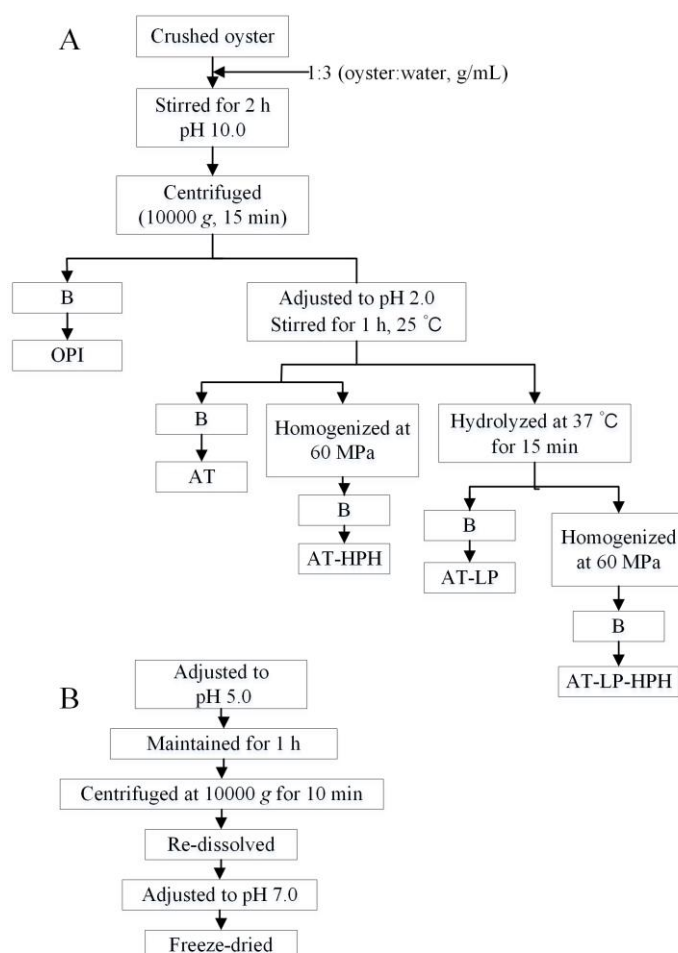 A
Crushed oyster
1:3 (oyster:water, g/mL)
Stirred for 2 h
pH 10.0
Centrifuged
(10000 g, 15 min)
B
OPI
Adjusted to pH 2.0
Stirred for 1 h, 25 ℃
B
AT
Homogenized at
60 MPa
B
AT-HPH
Hydrolyzed at 37 ℃
for 15 min
B
AT-LP
Homogenized
at 60 MPa
B
AT-LP-HPH
B
Adjusted to
pH 5.0
Maintained for 1 h
Centrifuged at 10000 g for 10 min
Re-dissolved
Adjusted to pH 7.0
Freeze-dried